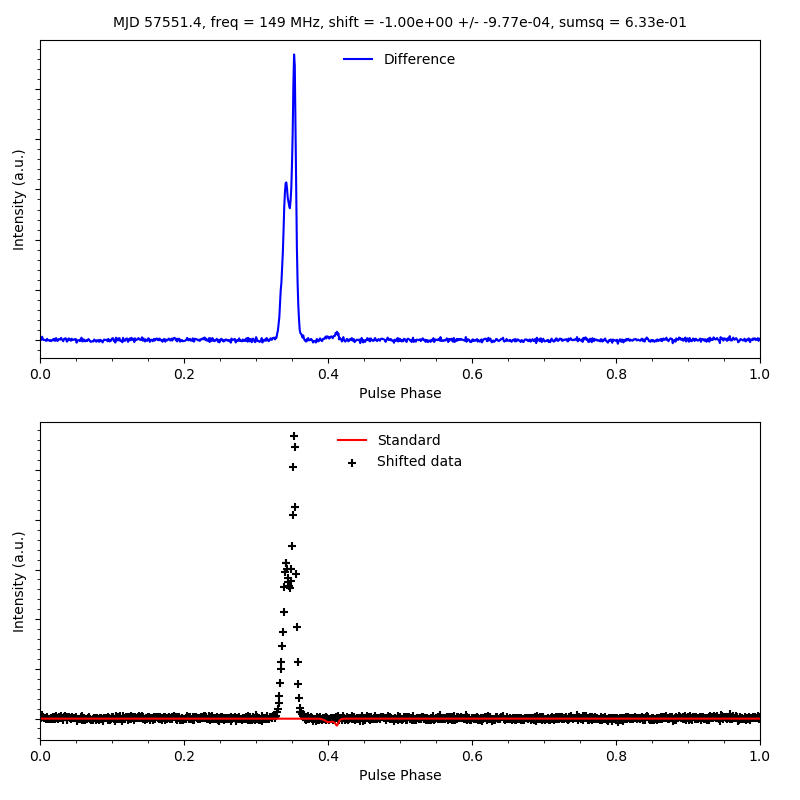 MJD 57551.4, freq = 149 MHz, shift = -1.00e+00 +/- -9.77e-04, sumsq = 6.33e-01
Difference
Intensity (a.u.)
0.0 0.2 0.4 0.6 0.8 1.0
Pulse Phase
Standard
Shifted data
Intensity (a.u.)
0.0 0.2 0.4 0.6 0.8 1.0
Pulse Phase